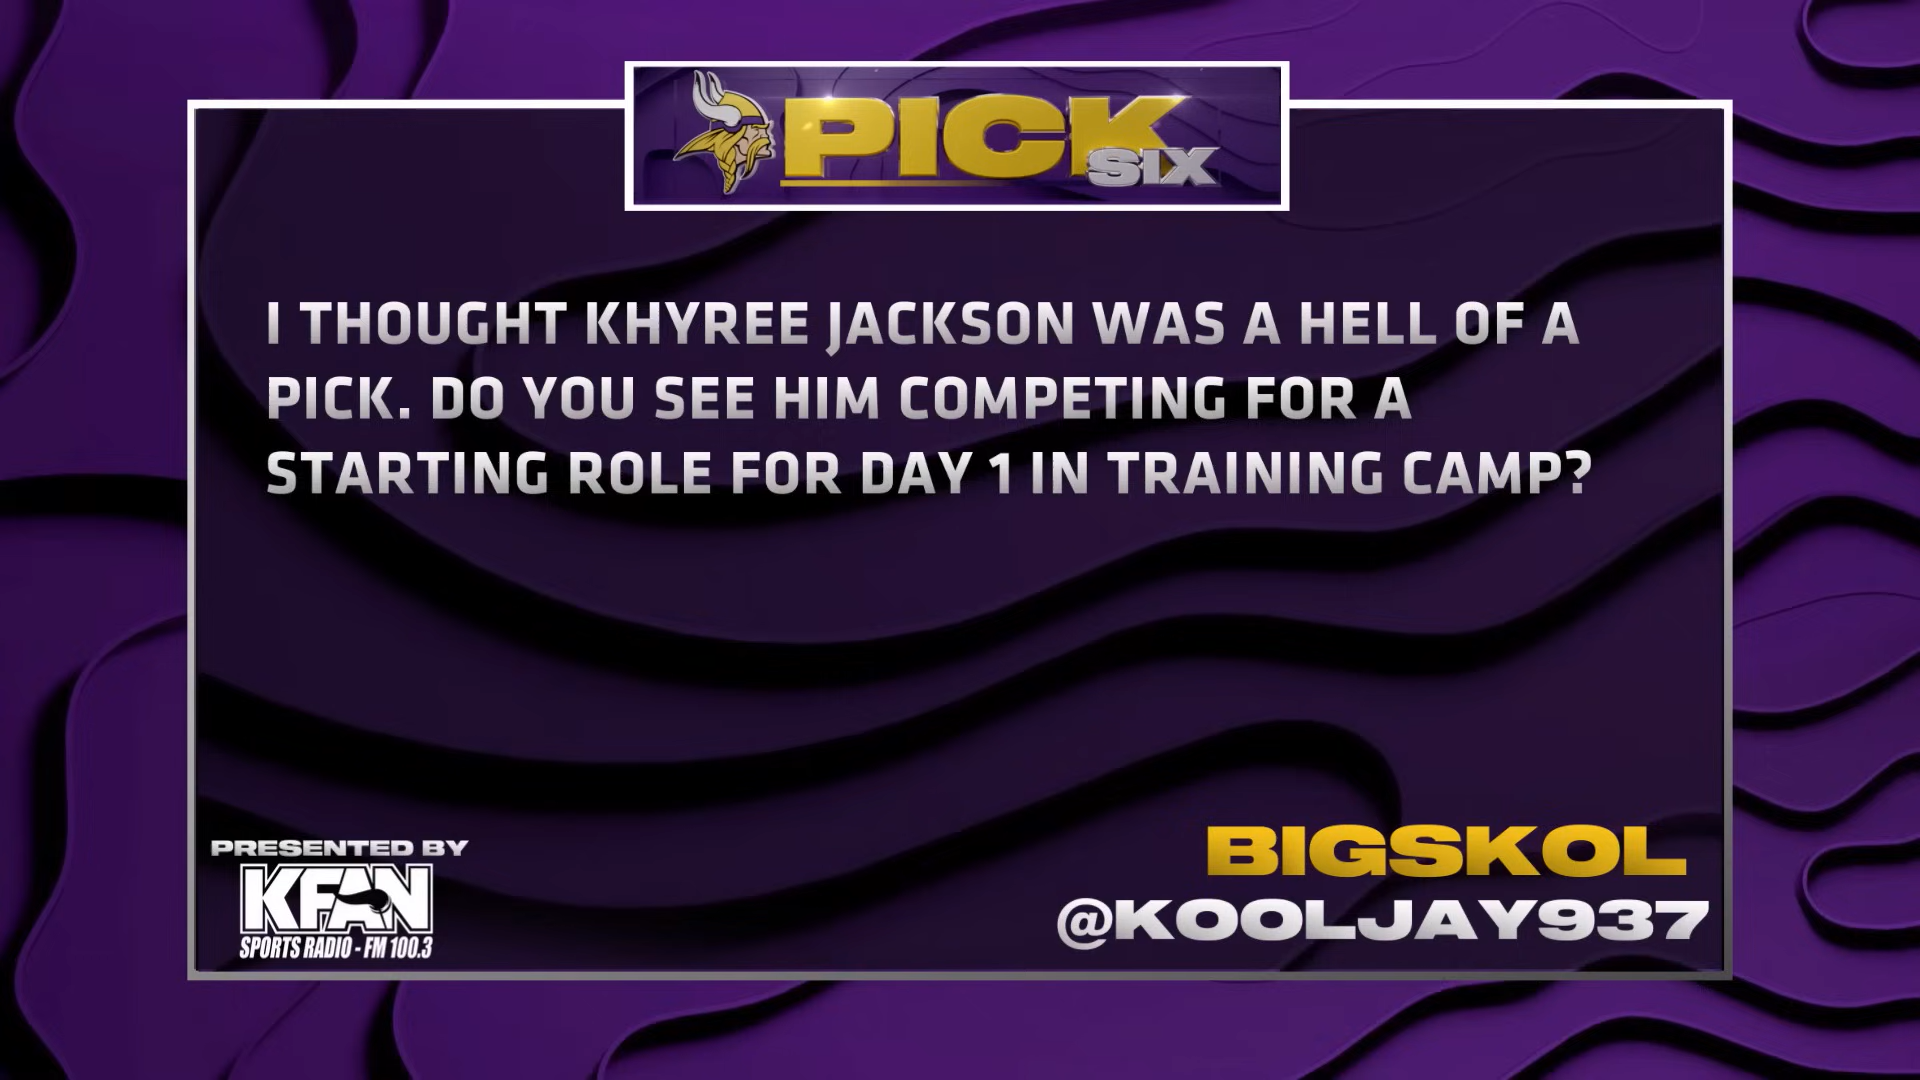 PICK
SIX
I THOUGHT KHYREE JACKSON WAS A HELL OF A
PICK. DO YOU SEE HIM COMPETING FOR A
STARTING ROLE FOR DAY 1 IN TRAINING CAMP?
PRESENTED BY
KFAN
SPORTS RADIO - FM 100.3
BIGSKOL
@KOOLJAY937